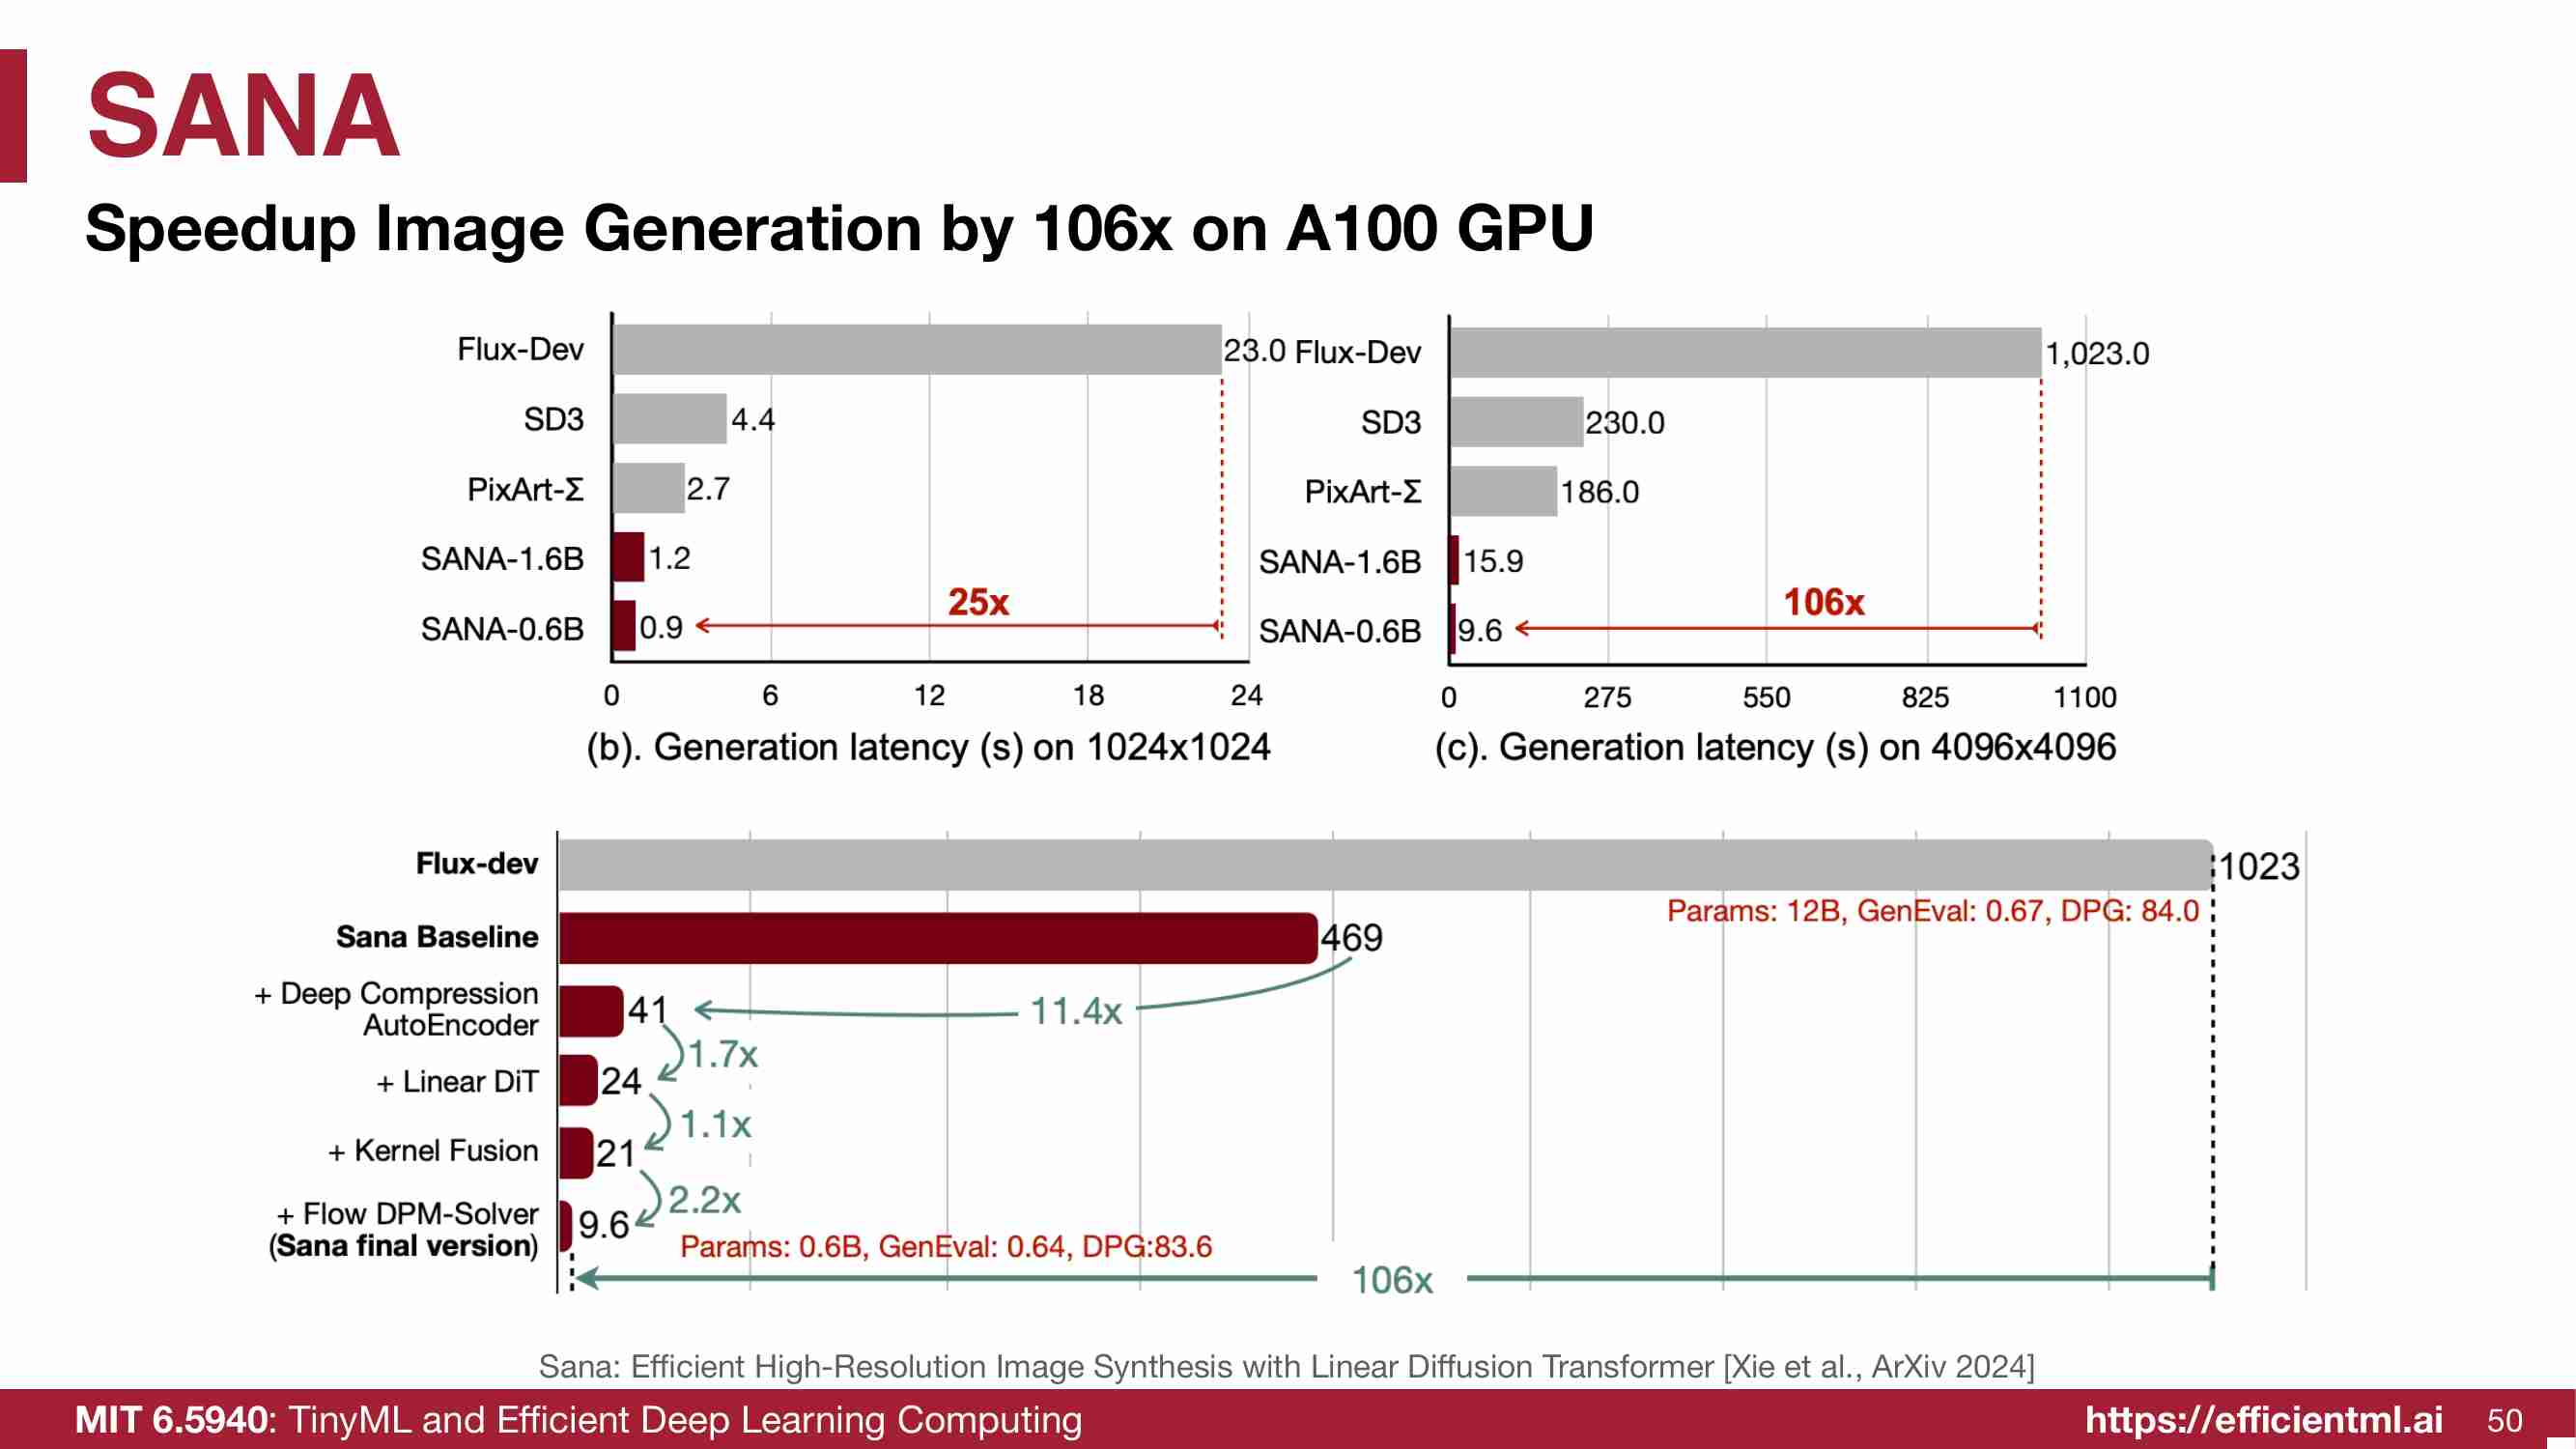 SANA
Speedup Image Generation by 106x on A100 GPU
Flux-Dev 23.0
SD3 4.4
PixArt-Σ 2.7
SANA-1.6B 1.2
SANA-0.6B 0.9
25x
0 6 12 18 24
(b). Generation latency (s) on 1024x1024
Flux-Dev 1,023.0
SD3 230.0
PixArt-Σ 186.0
SANA-1.6B 15.9
SANA-0.6B 9.6
106x
0 275 550 825 1100
(c). Generation latency (s) on 4096x4096
Flux-dev 1023
Params: 12B, GenEval: 0.67, DPG: 84.0
Sana Baseline 469
+ Deep Compression
AutoEncoder
41
11.4x
1.7x
+ Linear DiT 24
1.1x
+ Kernel Fusion 21
2.2x
+ Flow DPM-Solver
(Sana final version)
9.6
Params: 0.6B, GenEval: 0.64, DPG:83.6
106x
Sana: Efficient High-Resolution Image Synthesis with Linear Diffusion Transformer [Xie et al., ArXiv 2024]
MIT 6.5940: TinyML and Efficient Deep Learning Computing
https://efficientml.ai
50